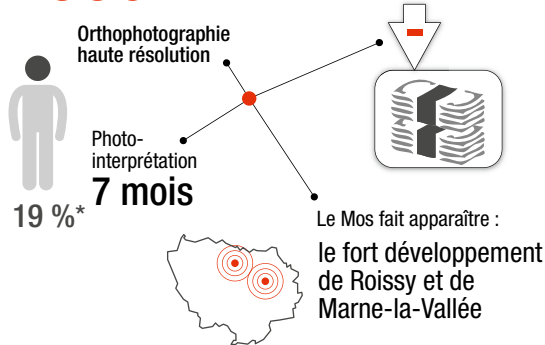 Orthophotographie
haute résolution
Photo-
interprétation
7 mois
19 %*
Le Mos fait apparaître :
le fort développement
de Roissy et de
Marne-la-Vallée